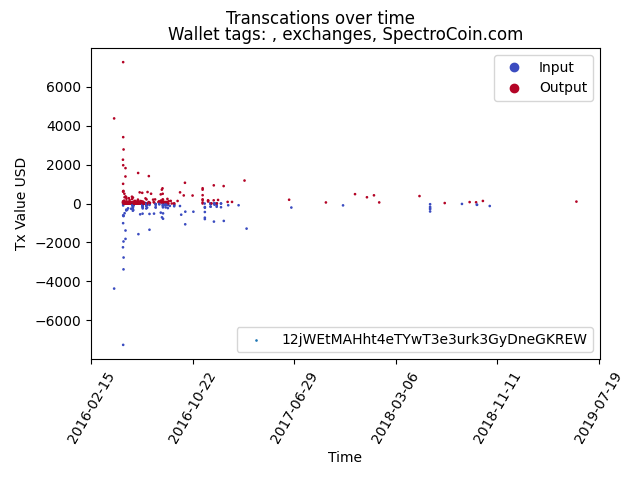 Transcations over time
Wallet tags: , exchanges, SpectroCoin.com
Input
Output
6000
4000
2000
0
−2000
−4000
−6000
Tx Value USD
12jWEtMAHht4eTYwT3e3urk3GyDneGKREW
2016-02-15
2016-10-22
2017-06-29
2018-03-06
2018-11-11
2019-07-19
Time